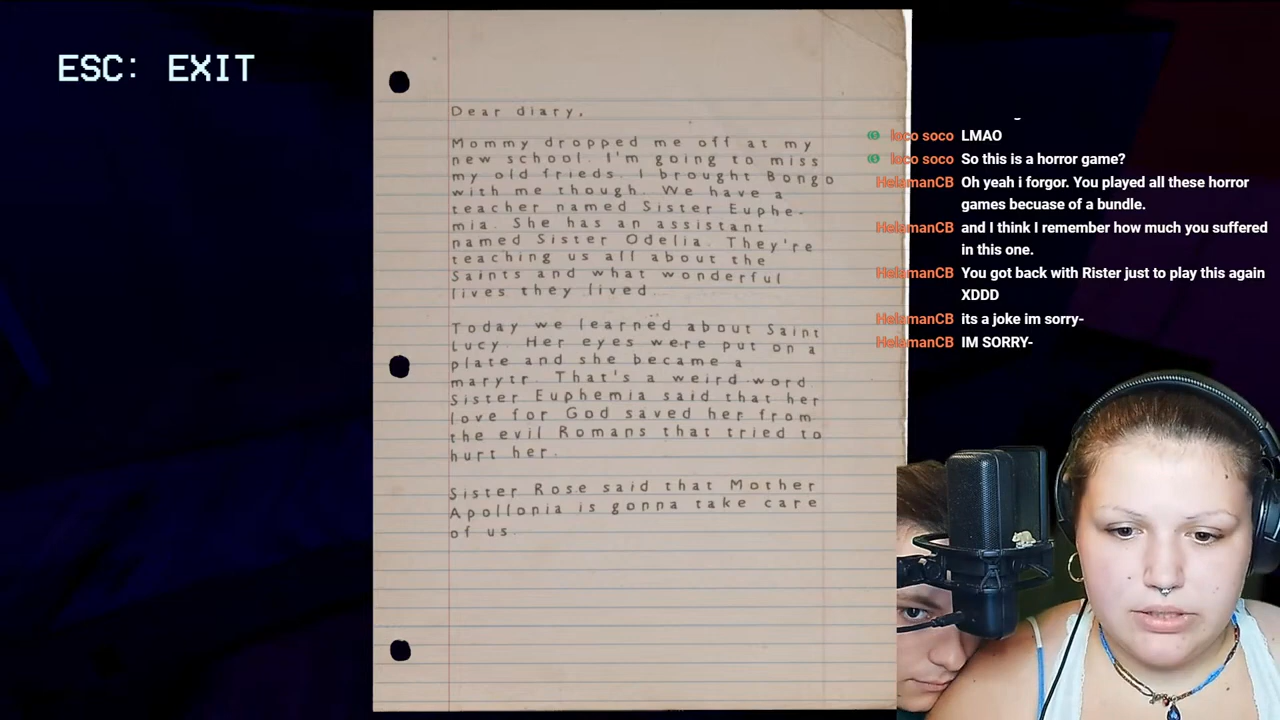 ESC: EXIT
Dear diary,
Mommy dropped me off at my
new school. I'm going to miss
my old frieds. I brought Bongo
with me though. We have a
teacher named Sister Euphe-
mia. She has an assistant
named Sister Odelia. They're
teaching us all about the
Saints and what wonderful
lives they lived.
Today we learned about Saint
Lucy. Her eyes were put on a
plate and she became a
marytr. That's a weird word.
Sister Euphemia said that her
love for God saved her from
the evil Romans that tried to
hurt her.
Sister Rose said that Mother
Apollonia is gonna take care
of us.
loco soco LMAO
loco soco So this is a horror game?
HelamanCB Oh yeah i forgor. You played all these horror
games becuase of a bundle.
HelamanCB and I think I remember how much you suffered
in this one.
HelamanCB You got back with Rister just to play this again
XDDD
HelamanCB its a joke im sorry-
HelamanCB IM SORRY-